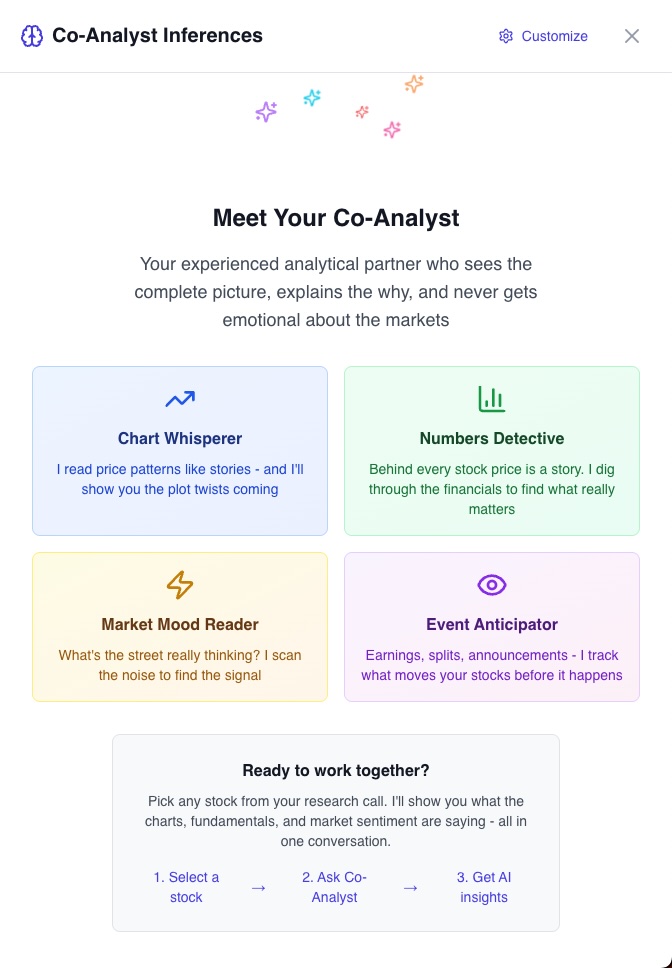 Co-Analyst Inferences
Customize
Meet Your Co-Analyst
Your experienced analytical partner who sees the
complete picture, explains the why, and never gets
emotional about the markets
Chart Whisperer
I read price patterns like stories - and I'll
show you the plot twists coming
Numbers Detective
Behind every stock price is a story. I dig
through the financials to find what really
matters
Market Mood Reader
What's the street really thinking? I scan
the noise to find the signal
Event Anticipator
Earnings, splits, announcements - I track
what moves your stocks before it happens
Ready to work together?
Pick any stock from your research call. I'll show you what the
charts, fundamentals, and market sentiment are saying - all in
one conversation.
1. Select a
stock
→
2. Ask Co-
Analyst
→
3. Get AI
insights